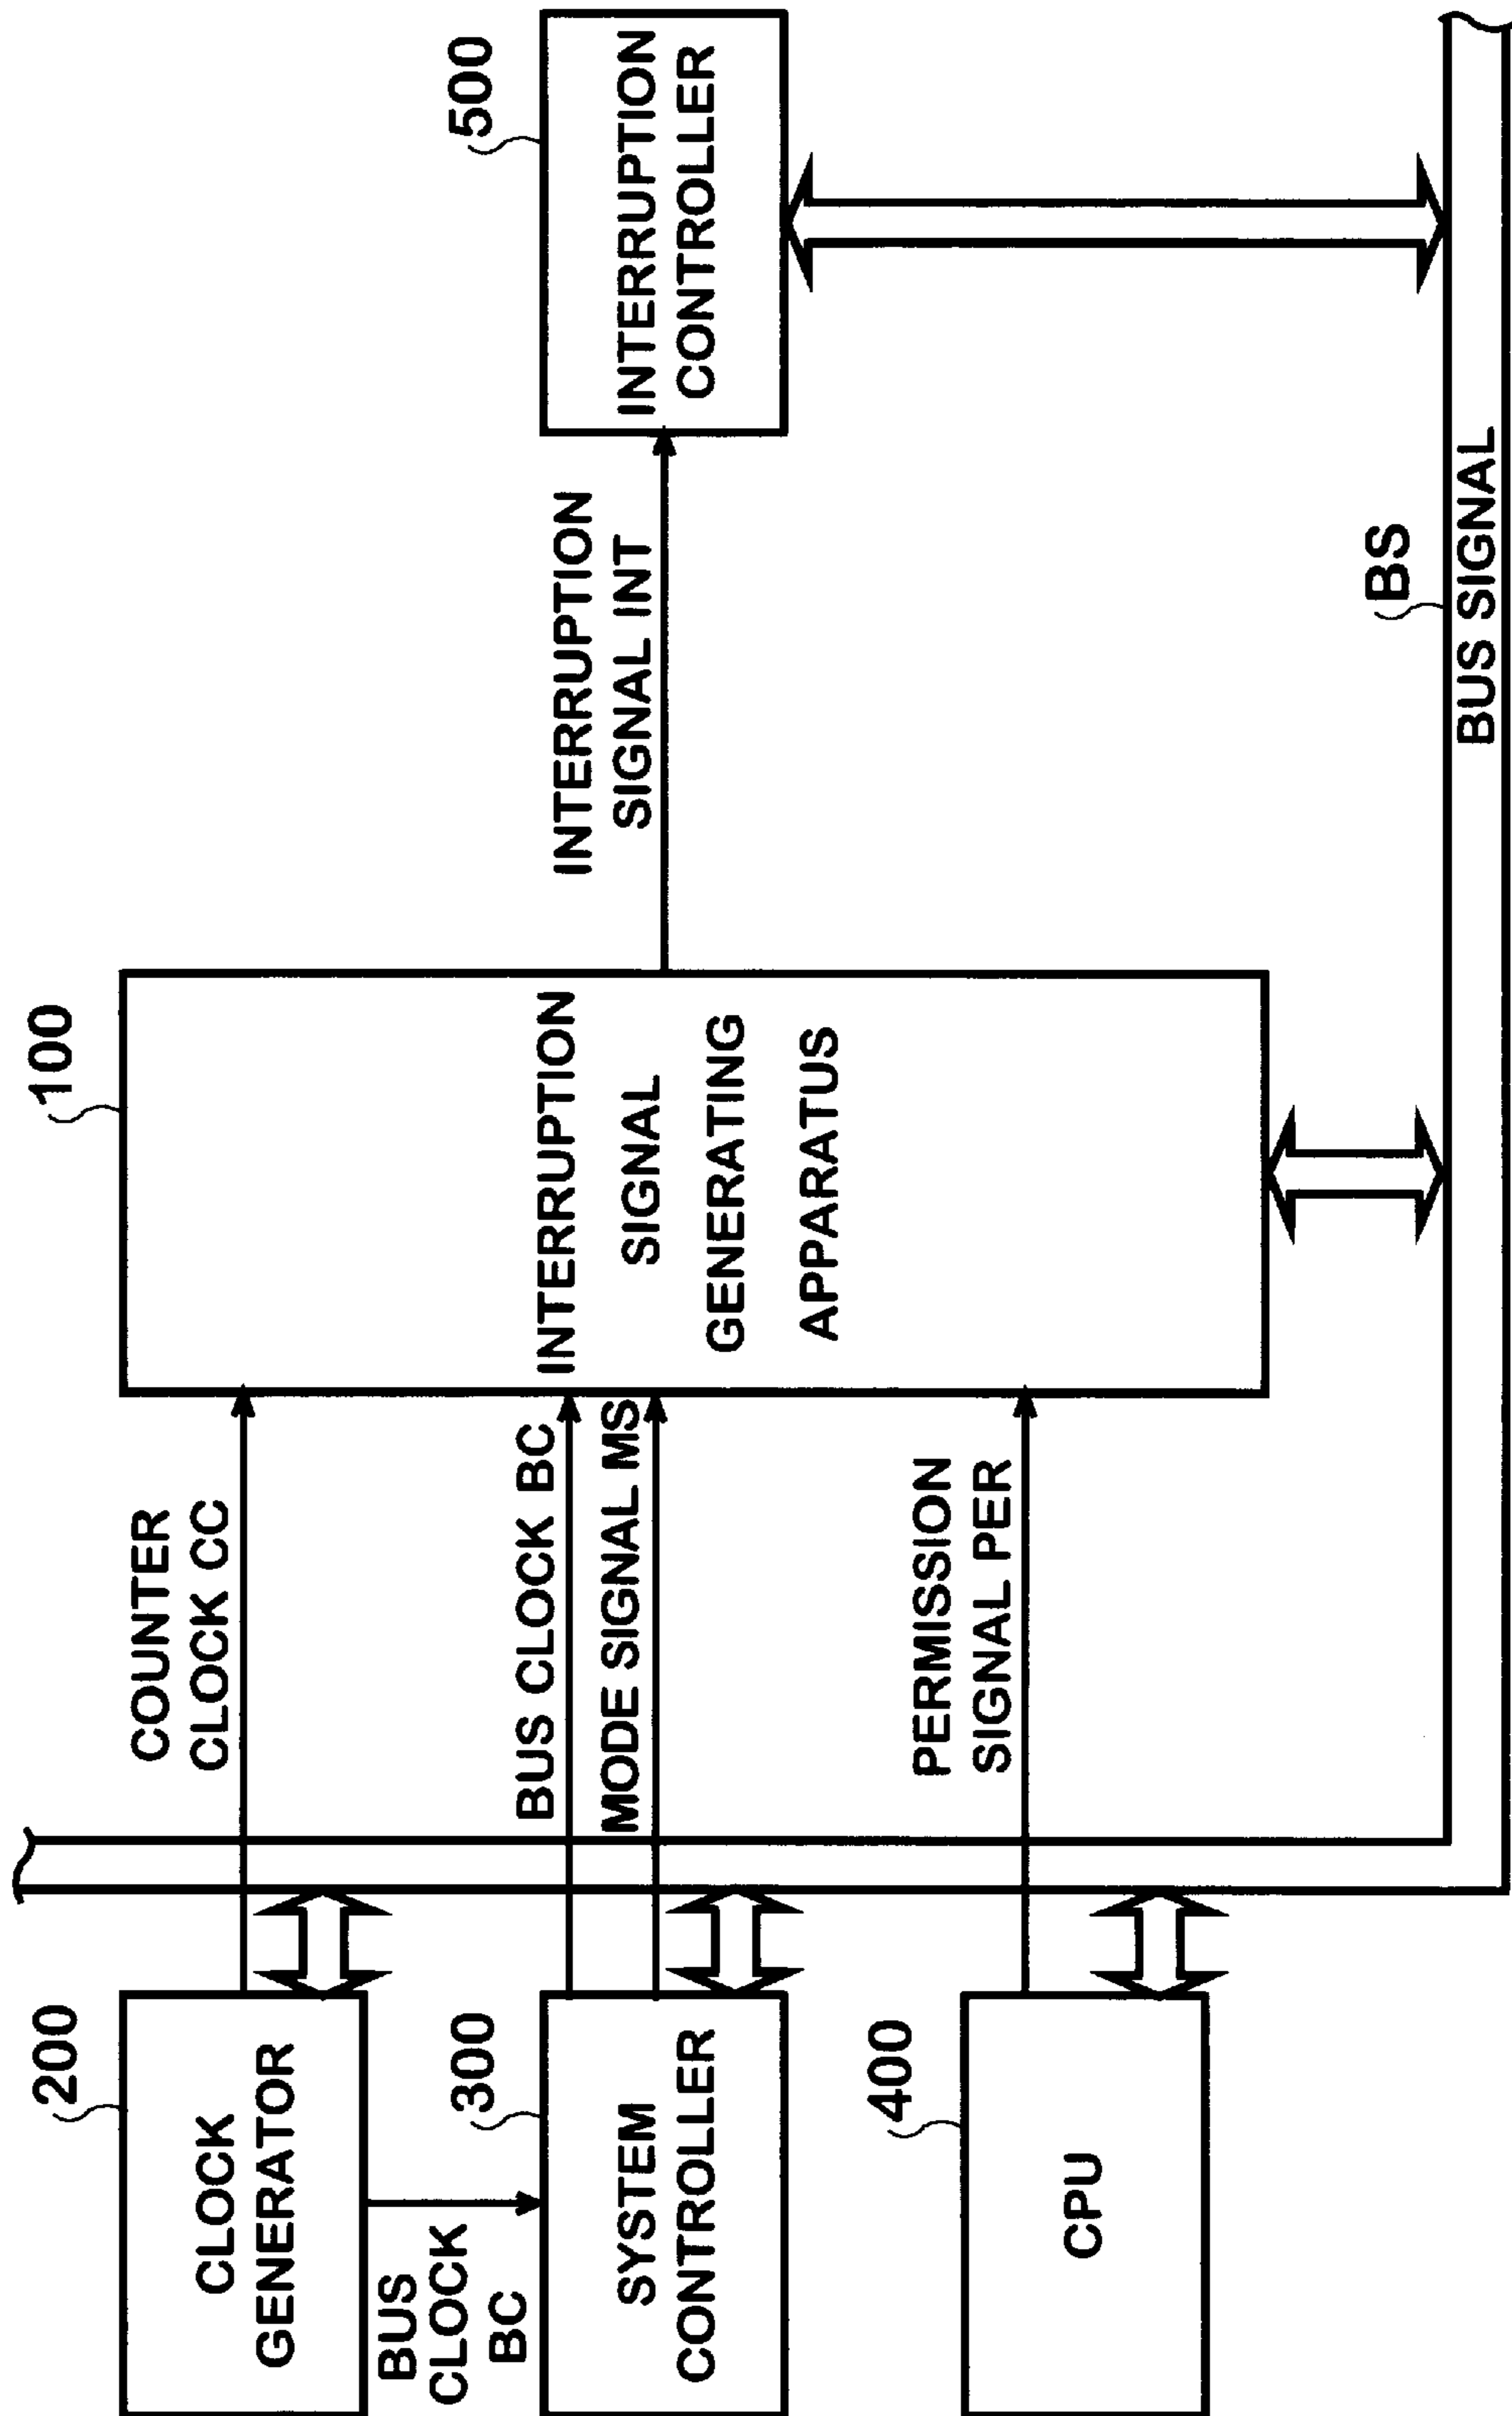 200
CLOCK
GENERATOR
BUS
CLOCK
BC
300
SYSTEM
CONTROLLER
400
CPU
COUNTER
CLOCK CC
BUS CLOCK BC
MODE SIGNAL MS
PERMISSION
SIGNAL PER
100
INTERRUPTION
SIGNAL
GENERATING
APPARATUS
INTERRUPTION
SIGNAL INT
500
INTERRUPTION
CONTROLLER
BS
BUS SIGNAL